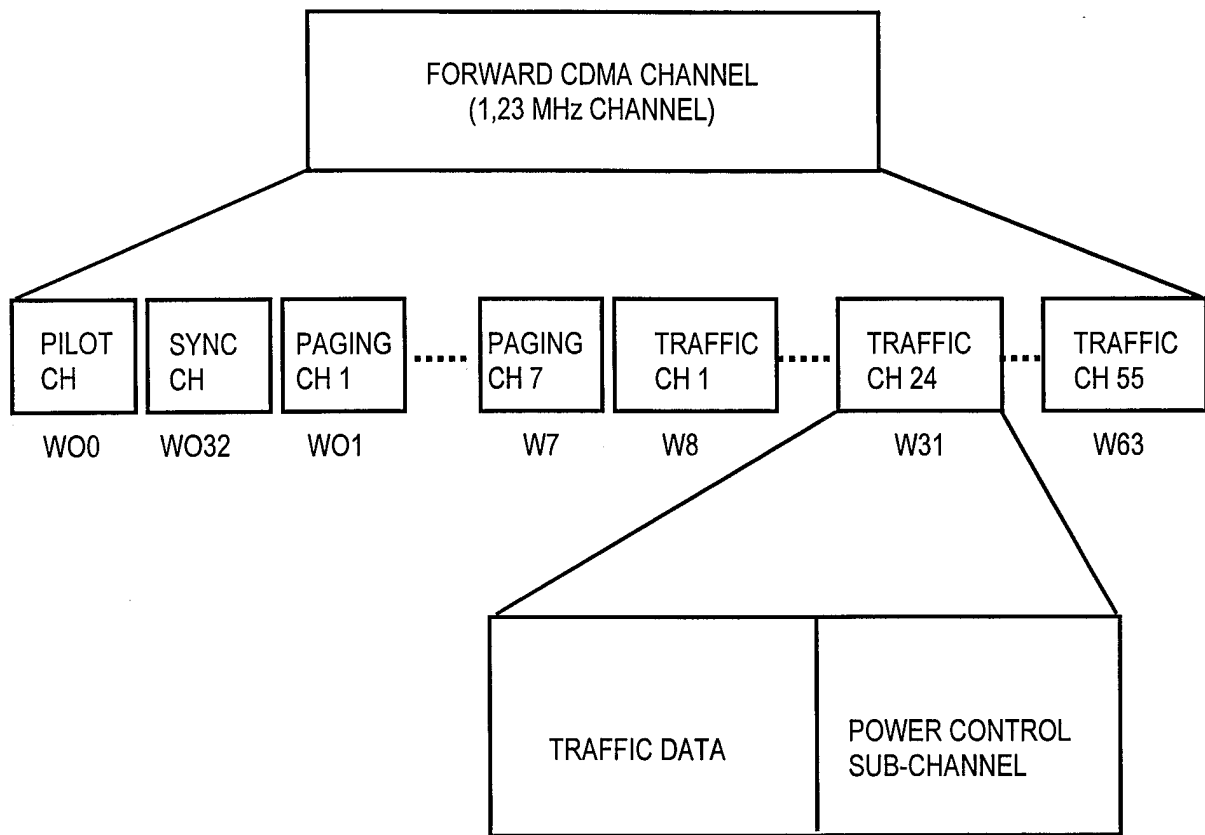 FORWARD CDMA CHANNEL
(1,23 MHz CHANNEL)
PILOT
CH
SYNC
CH
PAGING
CH 1
PAGING
CH 7
TRAFFIC
CH 1
TRAFFIC
CH 24
TRAFFIC
CH 55
WO0
WO32
WO1
W7
W8
W31
W63
TRAFFIC DATA
POWER CONTROL
SUB-CHANNEL